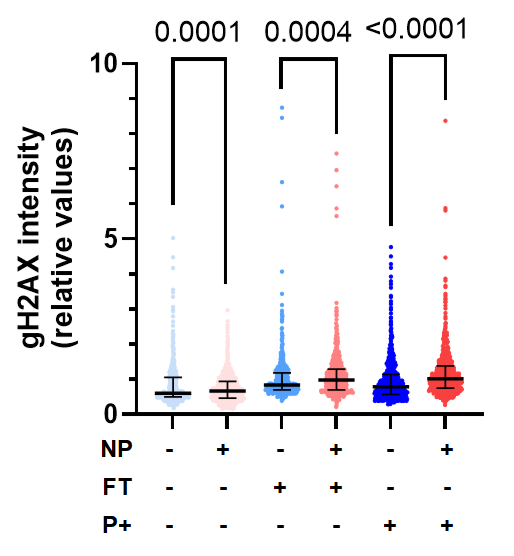 0.0001 0.0004 <0.0001
10
5
0
gH2AX intensity
(relative values)
NP - + - + - +
FT - - + + - -
P+ - - - - + +